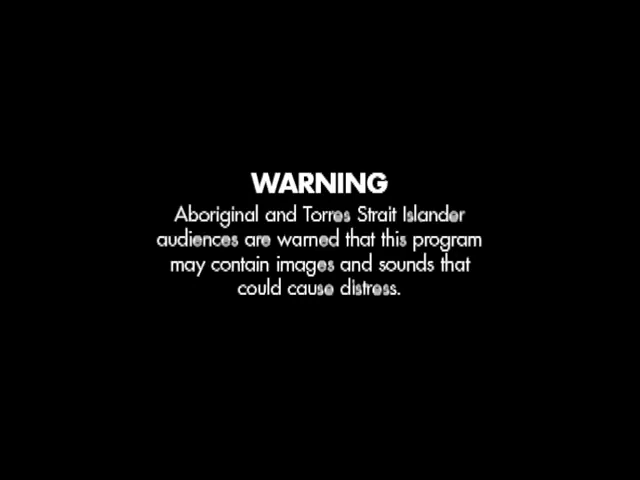 WARNING
Aboriginal and Torres Strait Islander
audiences are warned that this program
may contain images and sounds that
could cause distress.